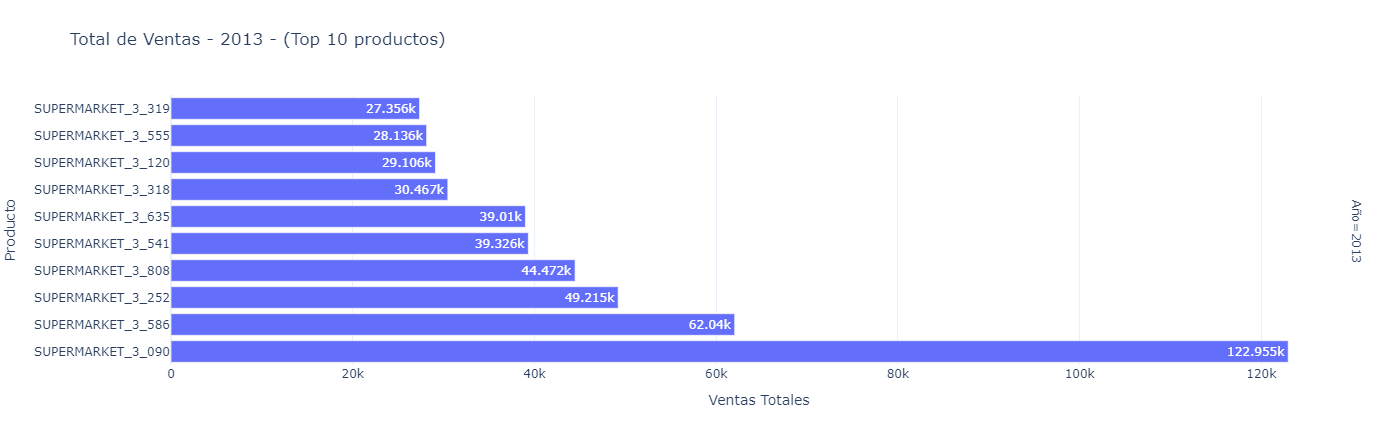 Total de Ventas - 2013 - (Top 10 productos)
Producto
SUPERMARKET_3_319 27.356k
SUPERMARKET_3_555 28.136k
SUPERMARKET_3_120 29.106k
SUPERMARKET_3_318 30.467k
SUPERMARKET_3_635 39.01k
SUPERMARKET_3_541 39.326k
SUPERMARKET_3_808 44.472k
SUPERMARKET_3_252 49.215k
SUPERMARKET_3_586 62.04k
SUPERMARKET_3_090 122.955k
0 20k 40k 60k 80k 100k 120k
Ventas Totales
Año=2013